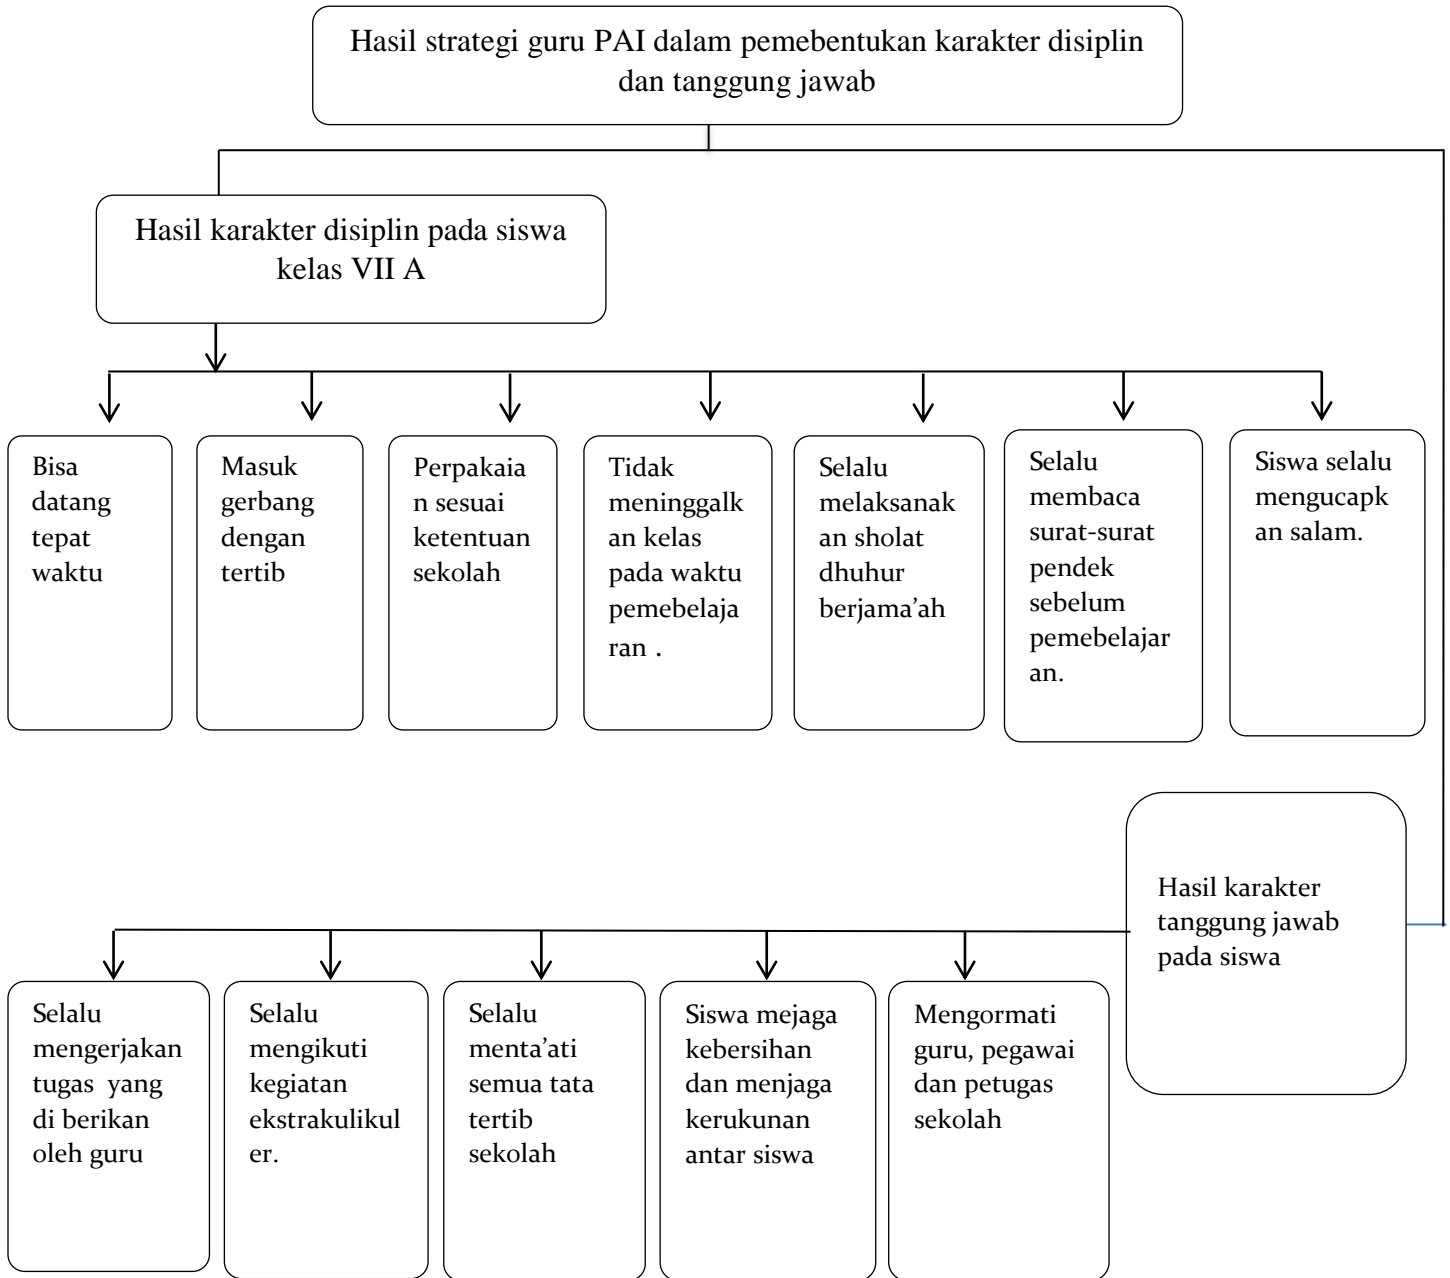 Hasil strategi guru PAI dalam pemebentukan karakter disiplin
dan tanggung jawab
Hasil karakter disiplin pada siswa
kelas VII A
Bisa
datang
tepat
waktu
Masuk
gerbang
dengan
tertib
Perpakaia
n sesuai
ketentuan
sekolah
Tidak
meninggalk
an kelas
pada waktu
pemebelaja
ran .
Selalu
melaksanak
an sholat
dhuhur
berjama’ah
Selalu
membaca
surat-surat
pendek
sebelum
pemebelajar
an.
Siswa selalu
mengucapk
an salam.
Hasil karakter
tanggung jawab
pada siswa
Selalu
mengerjakan
tugas  yang
di berikan
oleh guru
Selalu
mengikuti
kegiatan
ekstrakulikul
er.
Selalu
menta’ati
semua tata
tertib
sekolah
Siswa mejaga
kebersihan
dan menjaga
kerukunan
antar siswa
Mengormati
guru, pegawai
dan petugas
sekolah